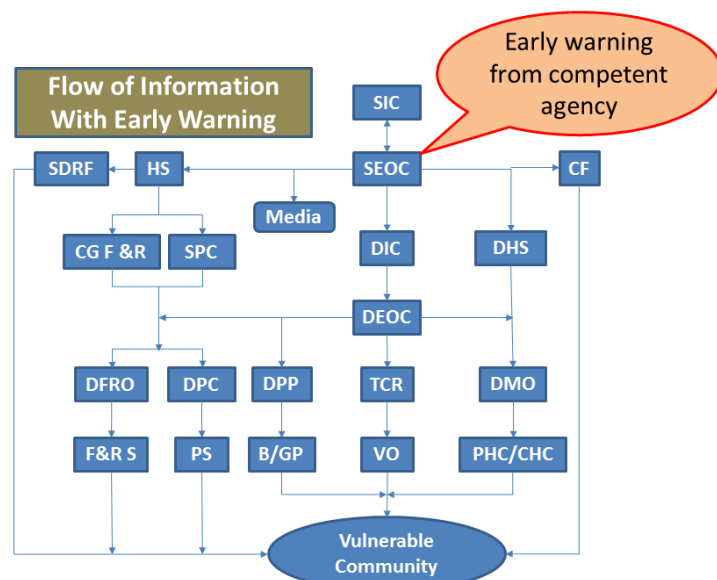 Early warning
from competent
agency
Flow of Information
With Early Warning
SIC
SDRF
HS
SEOC
CF
Media
CG F &R
SPC
DIC
DHS
DEOC
DFRO
DPC
DPP
TCR
DMO
F&R S
PS
B/GP
VO
PHC/CHC
Vulnerable
Community